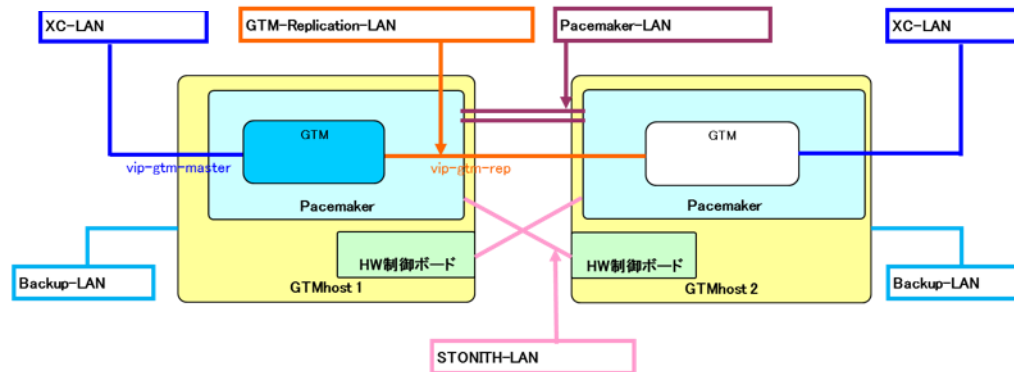 XC-LAN
GTM-Replication-LAN
Pacemaker-LAN
XC-LAN
GTM
GTM
vip-gtm-master
vip-gtm-rep
Pacemaker
Pacemaker
HW制御ボード
HW制御ボード
Backup-LAN
GTMhost 1
GTMhost 2
Backup-LAN
STONITH-LAN